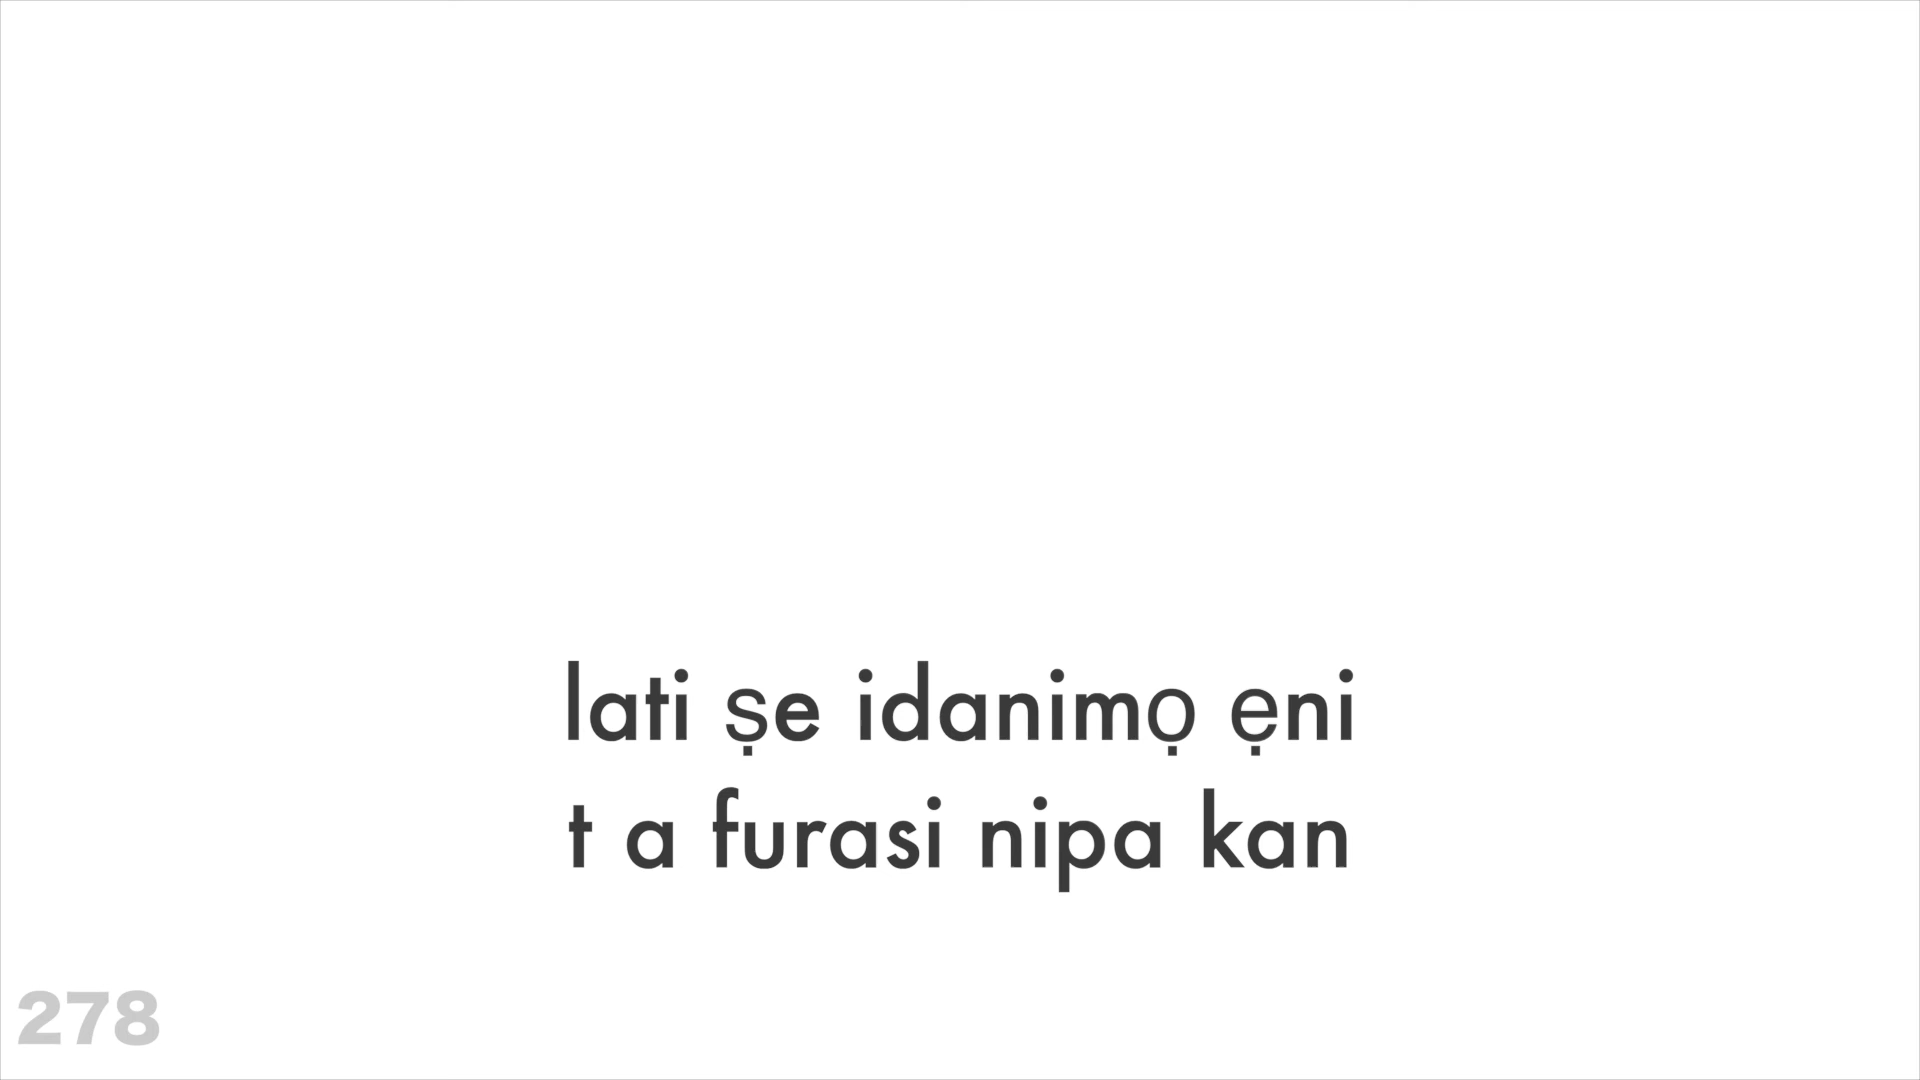 lati ṣe idanimọ ẹni
t a furasi nipa kan
278